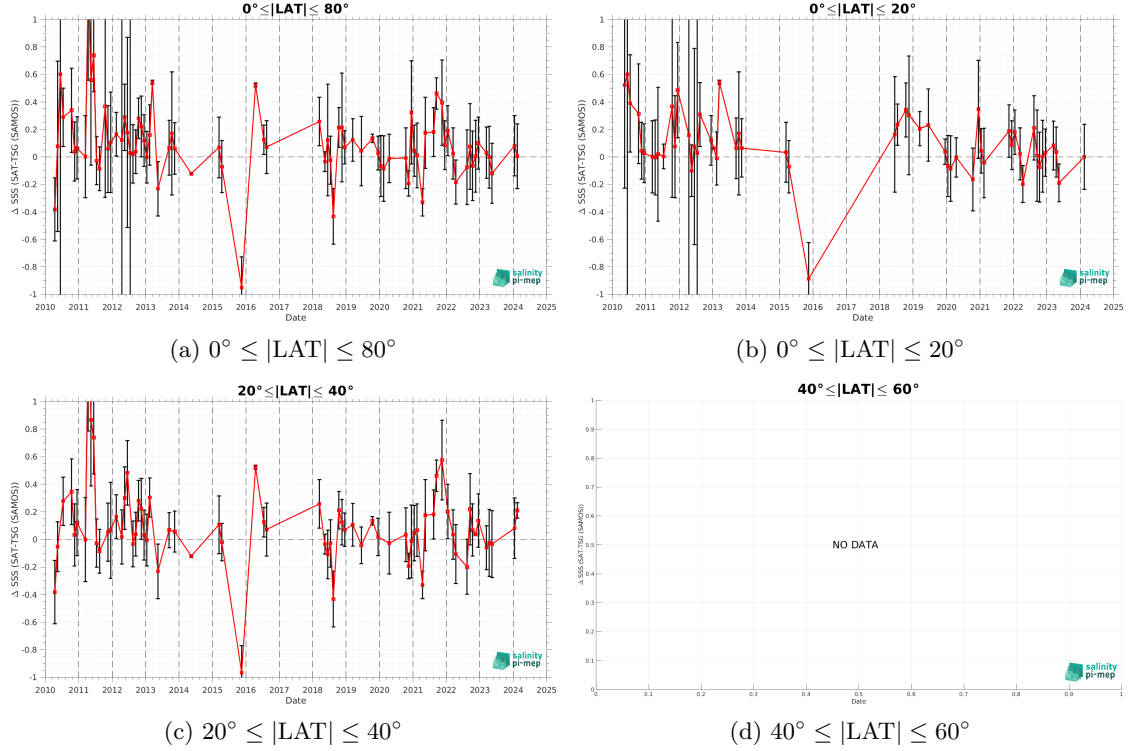 0°≤|LAT|≤ 80°
Δ SSS (SAT-TSG (SAMOS))
1
0.8
0.6
0.4
0.2
0
-0.2
-0.4
-0.6
-0.8
-1
2010 2011 2012 2013 2014 2015 2016 2017 2018 2019 2020 2021 2022 2023 2024 2025
Date
salinity
pi-mep
(a) 0° ≤ |LAT| ≤ 80°
0°≤|LAT|≤ 20°
Δ SSS (SAT-TSG (SAMOS))
1
0.8
0.6
0.4
0.2
0
-0.2
-0.4
-0.6
-0.8
-1
2010 2011 2012 2013 2014 2015 2016 2017 2018 2019 2020 2021 2022 2023 2024 2025
Date
salinity
pi-mep
(b) 0° ≤ |LAT| ≤ 20°
20°≤|LAT|≤ 40°
Δ SSS (SAT-TSG (SAMOS))
1
0.8
0.6
0.4
0.2
0
-0.2
-0.4
-0.6
-0.8
-1
2010 2011 2012 2013 2014 2015 2016 2017 2018 2019 2020 2021 2022 2023 2024 2025
Date
salinity
pi-mep
(c) 20° ≤ |LAT| ≤ 40°
40°≤|LAT|≤ 60°
Δ SSS (SAT-TSG (SAMOS))
1
0.9
0.8
0.7
0.6
0.5
0.4
0.3
0.2
0.1
0
NO DATA
0 0.1 0.2 0.3 0.4 0.5 0.6 0.7 0.8 0.9 1
Date
salinity
pi-mep
(d) 40° ≤ |LAT| ≤ 60°